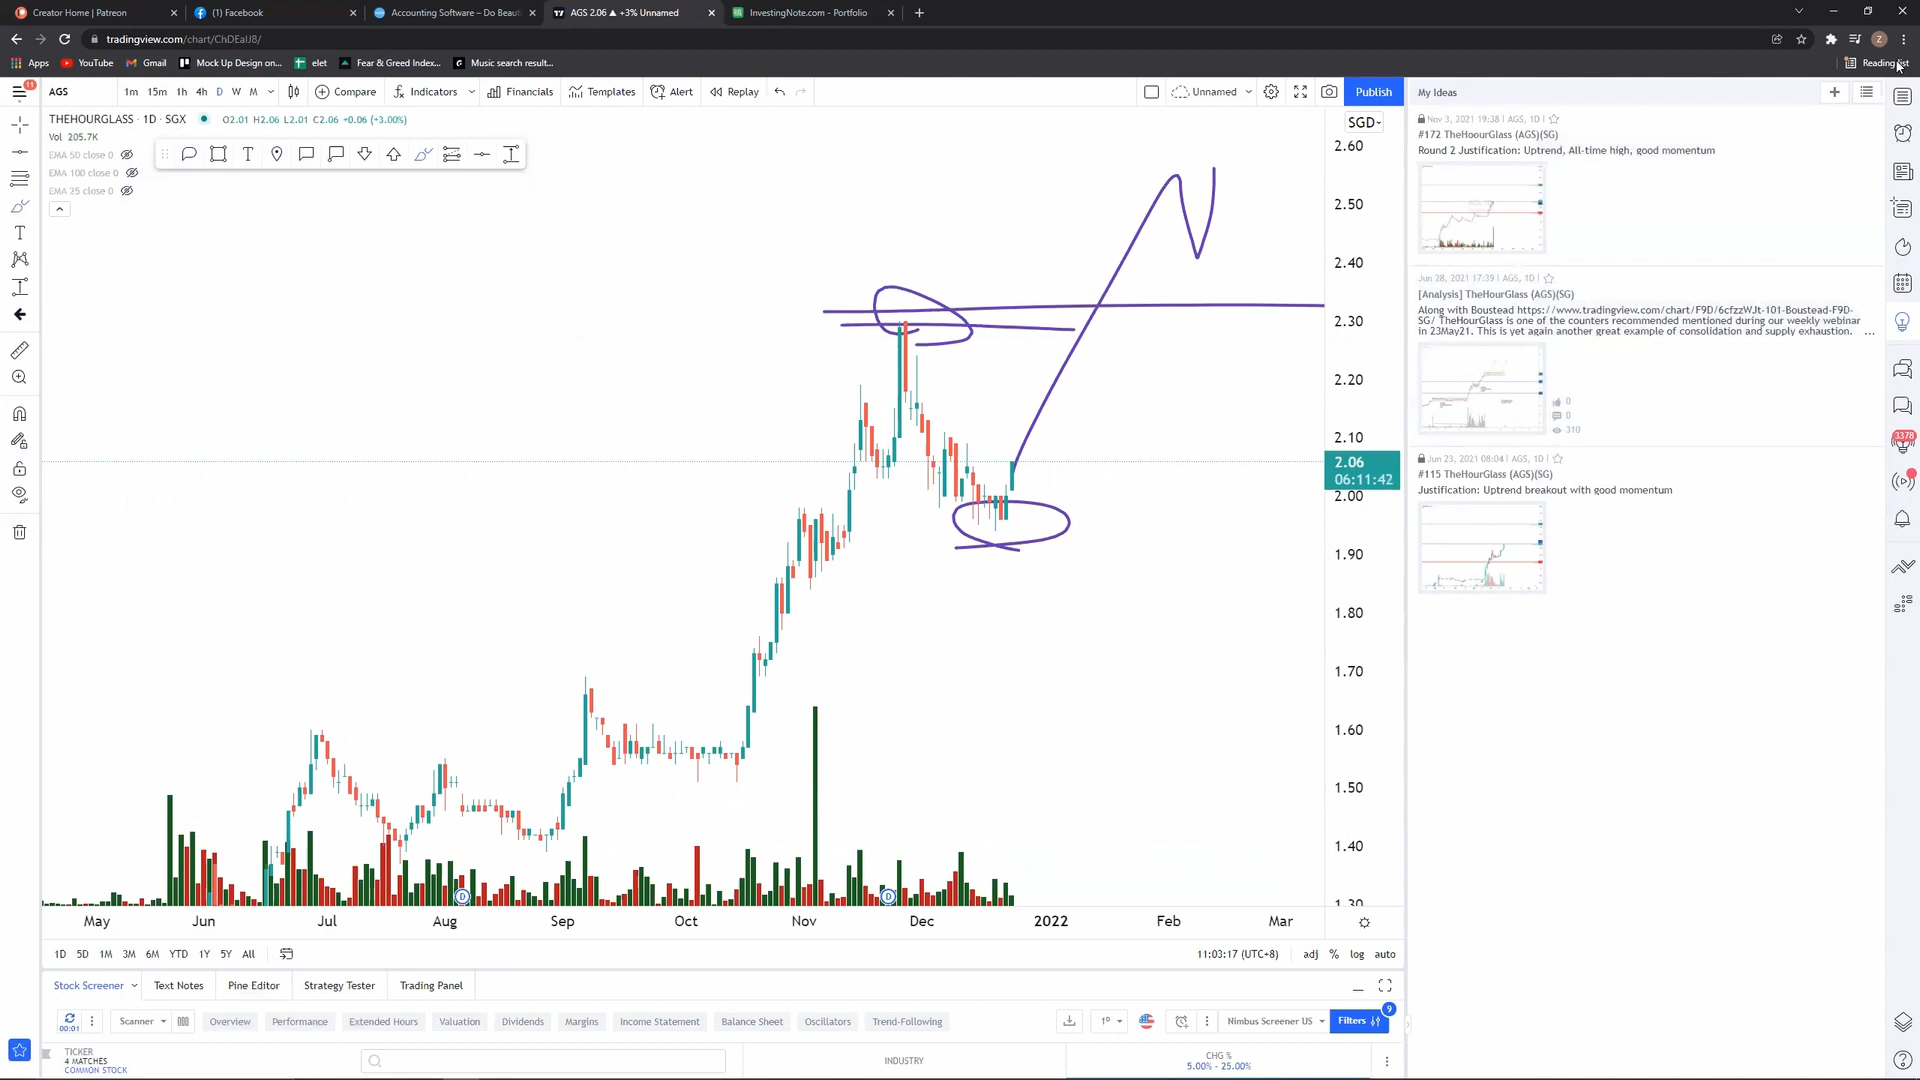 Creator Home | Patreon
(1) Facebook
Accounting Software – Do Beaut
AGS 2.06 ▲ +3% Unnamed
InvestingNote.com - Portfolio
tradingview.com/chart/ChDEaIJ8/
Apps
YouTube
Gmail
Mock Up Design on...
elet
Fear & Greed Index...
Music search result...
Reading list
11
AGS
1m 15m 1h 4h D W M
Compare
Indicators
Financials
Templates
Alert
Replay
Unnamed
Publish
THEHOURGLASS · 1D · SGX
O2.01 H2.06 L2.01 C2.06 +0.06 (+3.00%)
Vol 205.7K
EMA 50 close 0
EMA 100 close 0
EMA 25 close 0
SGD
2.60
2.50
2.40
2.30
2.20
2.10
2.06
06:11:42
2.00
1.90
1.80
1.70
1.60
1.50
1.40
1.30
D
D
May Jun Jul Aug Sep Oct Nov Dec 2022 Feb Mar
1D 5D 1M 3M 6M YTD 1Y 5Y All
11:03:17 (UTC+8) adj % log auto
Stock Screener
Text Notes
Pine Editor
Strategy Tester
Trading Panel
00:01
Scanner
Overview
Performance
Extended Hours
Valuation
Dividends
Margins
Income Statement
Balance Sheet
Oscillators
Trend-Following
1D
Nimbus Screener US
Filters
9
TICKER
4 MATCHES
COMMON STOCK
INDUSTRY
CHG %
5.00% - 25.00%
My Ideas
Nov 3, 2021 19:38 | AGS, 1D |
#172 TheHoourGlass (AGS)(SG)
Round 2 Justification: Uptrend, All-time high, good momentum
Jun 28, 2021 17:39 | AGS, 1D |
[Analysis] TheHourGlass (AGS)(SG)
Along with Boustead https://www.tradingview.com/chart/F9D/6cfzzWJt-101-Boustead-F9D-
SG/ TheHourGlass is one of the counters recommended mentioned during our weekly webinar
in 23May21. This is yet again another great example of consolidation and supply exhaustion. ...
0
0
310
Jun 23, 2021 08:04 | AGS, 1D |
#115 TheHourGlass (AGS)(SG)
Justification: Uptrend breakout with good momentum
3378